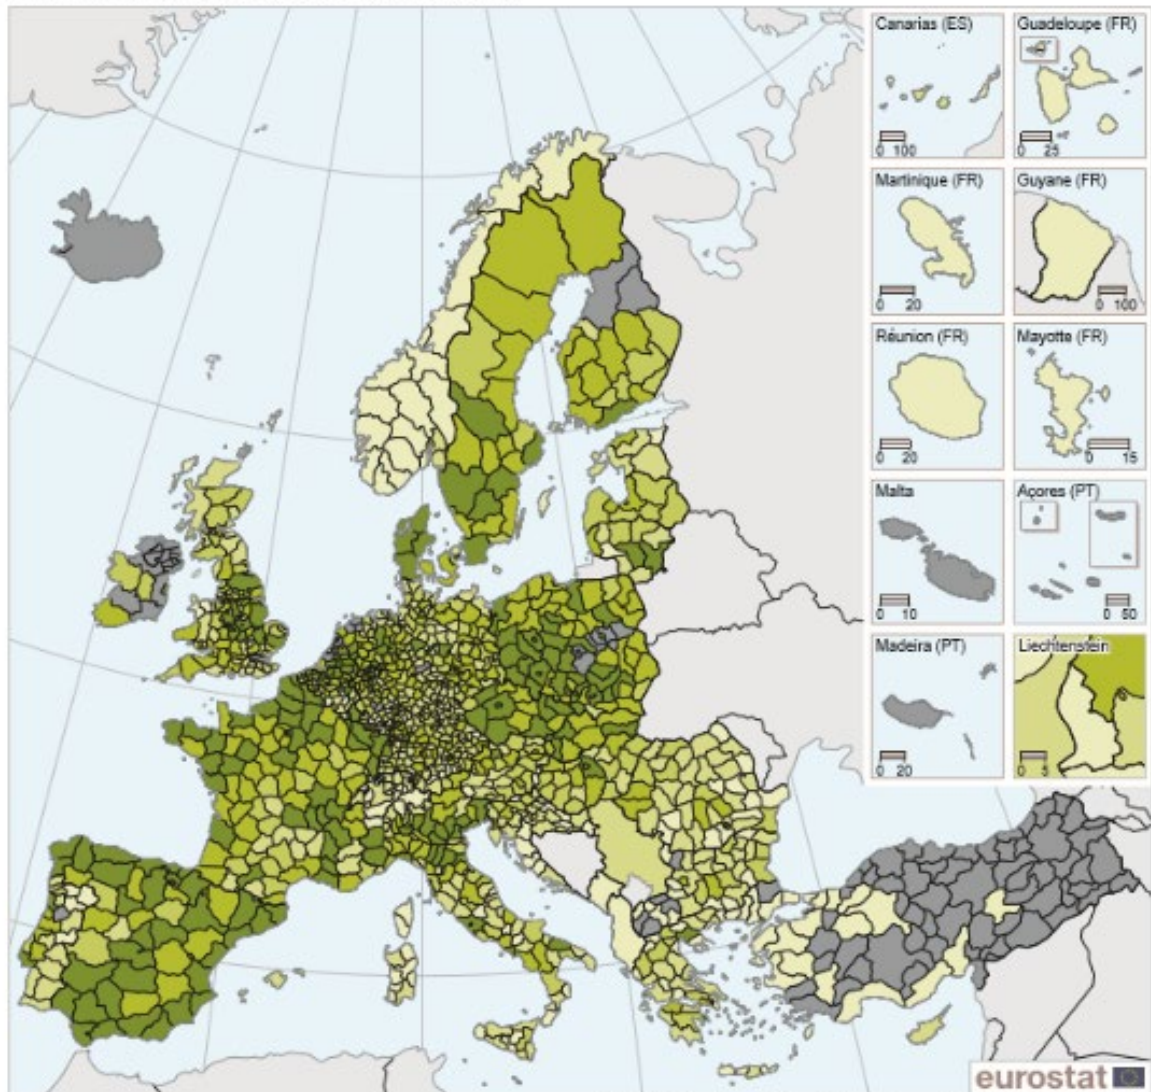 Canarias (ES)
0 100
Guadeloupe (FR)
0 25
Martinique (FR)
0 20
Guyane (FR)
0 100
Réunion (FR)
0 20
Mayotte (FR)
0 15
Malta
0 10
Açores (PT)
0 50
Madeira (PT)
0 20
Liechtenstein
0 5
eurostat